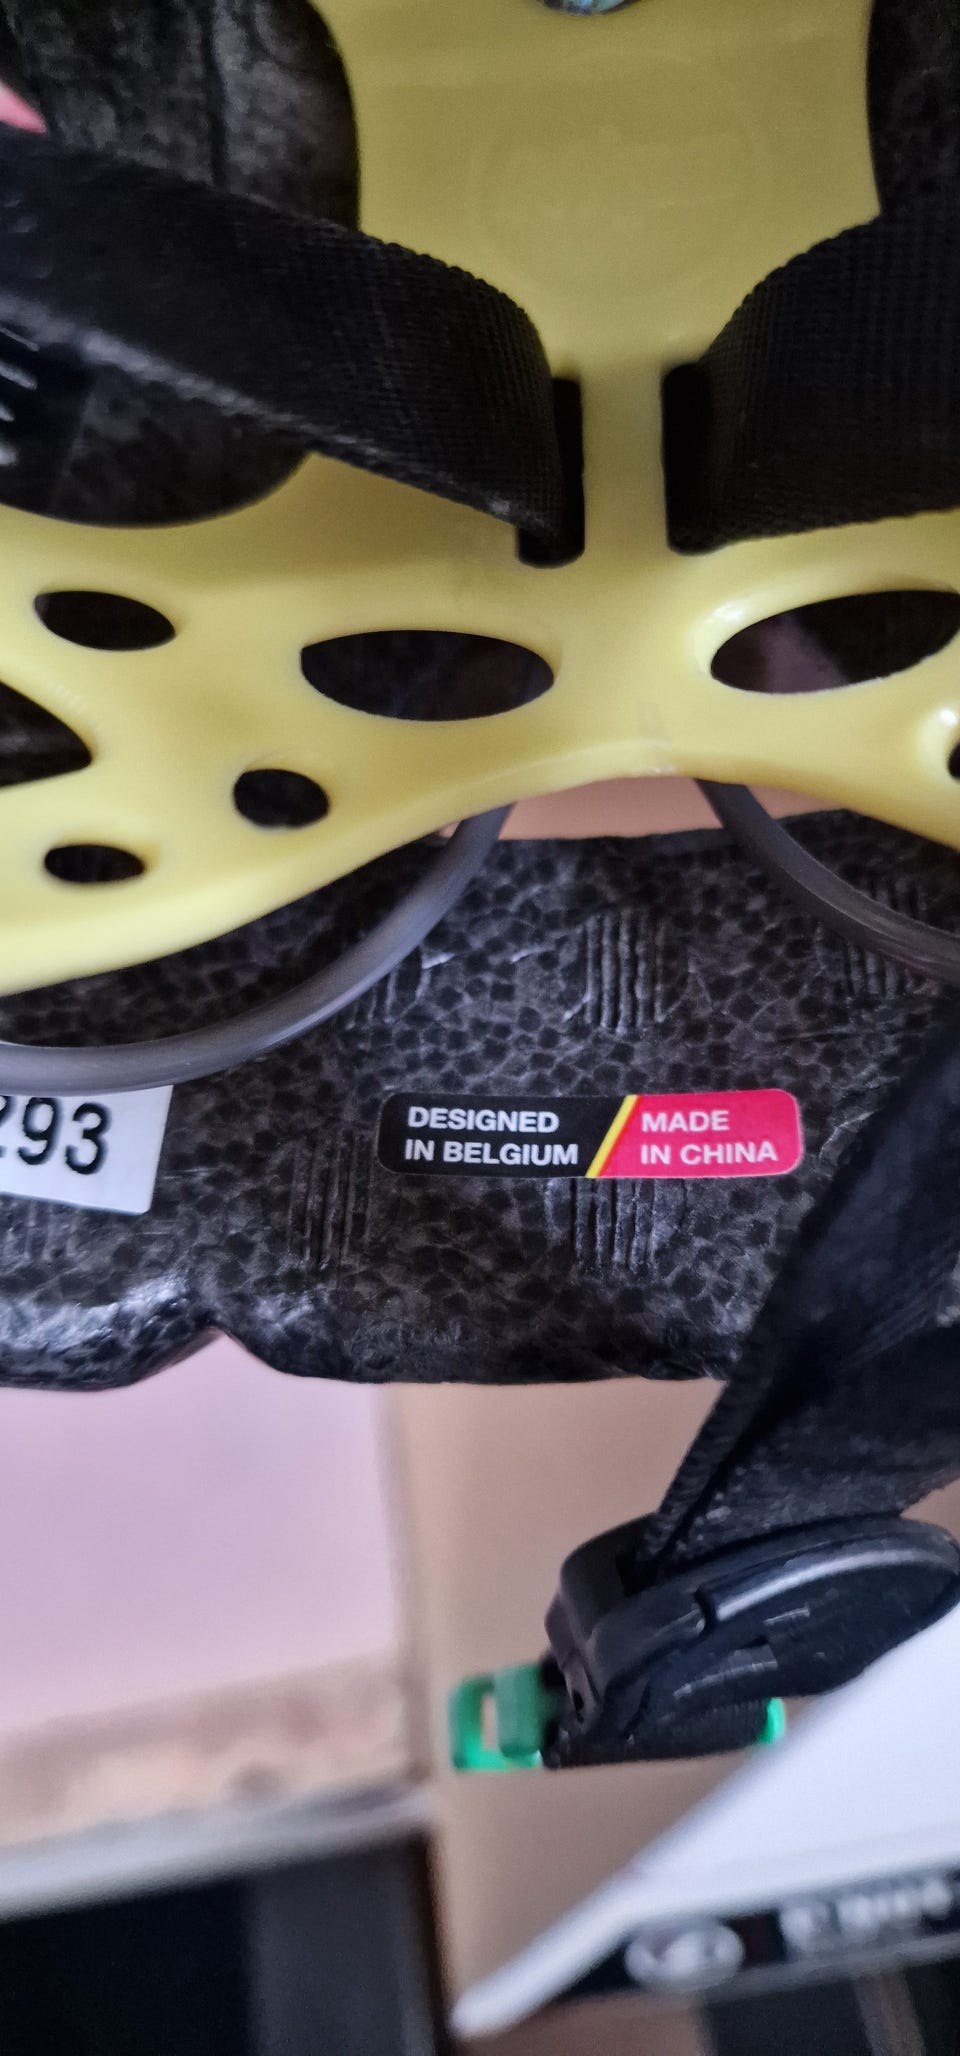 293
DESIGNED
IN BELGIUM
MADE
IN CHINA